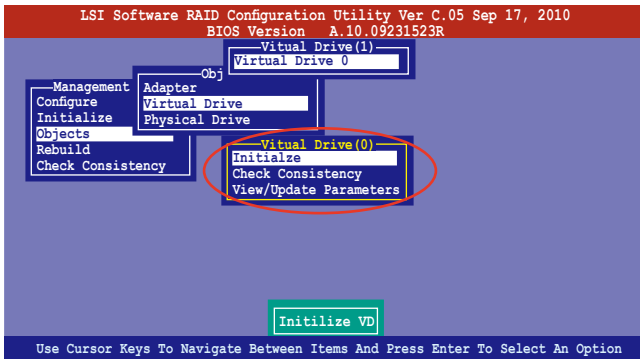 LSI Software RAID Configuration Utility Ver C.05 Sep 17, 2010
BIOS Version A.10.09231523R
Vitual Drive(1)
Virtual Drive 0
Obj
Adapter
Virtual Drive
Physical Drive
Management
Configure
Initialize
Objects
Rebuild
Check Consistency
Vitual Drive(0)
Initialze
Check Consistency
View/Update Parameters
Initilize VD
Use Cursor Keys To Navigate Between Items And Press Enter To Select An Option